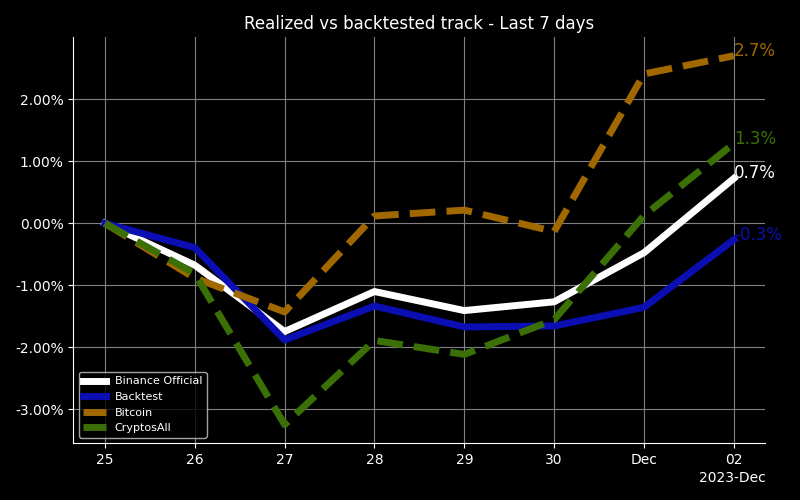 Realized vs backtested track - Last 7 days
2.7%
2.00%
1.3%
1.00%
0.7%
0.00%
-0.3%
-1.00%
-2.00%
-3.00%
Binance Official
Backtest
Bitcoin
CryptosAll
25 26 27 28 29 30 Dec 02
2023-Dec